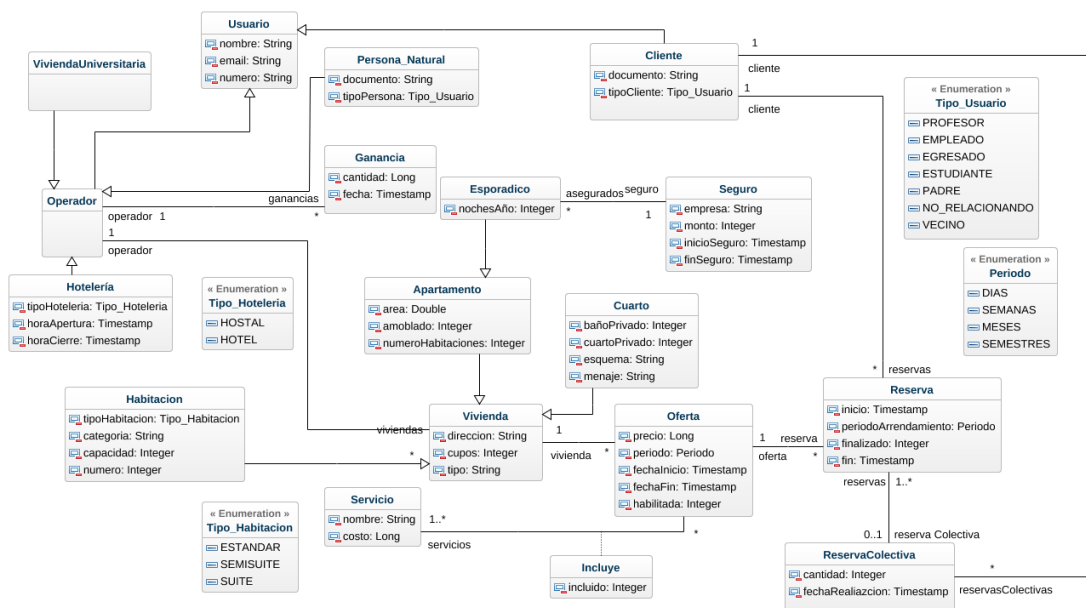 Usuario
nombre: String
email: String
numero: String
ViviendaUniversitaria
Persona_Natural
documento: String
tipoPersona: Tipo_Usuario
Cliente
documento: String
tipoCliente: Tipo_Usuario
1
cliente
1
cliente
« Enumeration »
Tipo_Usuario
PROFESOR
EMPLEADO
EGRESADO
ESTUDIANTE
PADRE
NO_RELACIONANDO
VECINO
Ganancia
cantidad: Long
fecha: Timestamp
ganancias
*
Operador
operador 1
1
operador
Esporadico
nochesAño: Integer
asegurados
*
seguro
1
Seguro
empresa: String
monto: Integer
inicioSeguro: Timestamp
finSeguro: Timestamp
« Enumeration »
Periodo
DIAS
SEMANAS
MESES
SEMESTRES
Hotelería
tipoHoteleria: Tipo_Hoteleria
horaApertura: Timestamp
horaCierre: Timestamp
« Enumeration »
Tipo_Hoteleria
HOSTAL
HOTEL
Apartamento
area: Double
amoblado: Integer
numeroHabitaciones: Integer
Cuarto
bañoPrivado: Integer
cuartoPrivado: Integer
esquema: String
menaje: String
* reservas
Reserva
inicio: Timestamp
periodoArrendamiento: Periodo
finalizado: Integer
fin: Timestamp
Habitacion
tipoHabitacion: Tipo_Habitacion
categoria: String
capacidad: Integer
numero: Integer
viviendas
*
Vivienda
direccion: String
cupos: Integer
tipo: String
1
vivienda
*
Oferta
precio: Long
periodo: Periodo
fechaInicio: Timestamp
fechaFin: Timestamp
habilitada: Integer
1 reserva
oferta *
reservas 1..*
« Enumeration »
Tipo_Habitacion
ESTANDAR
SEMISUITE
SUITE
Servicio
nombre: String
costo: Long
1..*
servicios
*
Incluye
incluido: Integer
0..1 reserva Colectiva
ReservaColectiva
cantidad: Integer
fechaRealiazcion: Timestamp
*
reservasColectivas